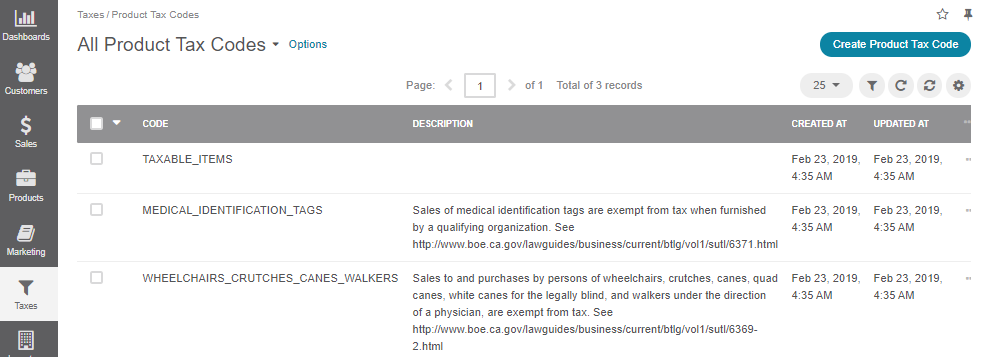 Dashboards
Customers
Sales
Products
Marketing
Taxes
Taxes / Product Tax Codes
All Product Tax Codes Options
Create Product Tax Code
Page: 1 of 1 Total of 3 records
25
CODE DESCRIPTION CREATED AT UPDATED AT
TAXABLE_ITEMS Feb 23, 2019, Feb 23, 2019,
4:35 AM 4:35 AM
MEDICAL_IDENTIFICATION_TAGS Sales of medical identification tags are exempt from tax when furnished Feb 23, 2019, Feb 23, 2019,
by a qualifying organization. See 4:35 AM 4:35 AM
http://www.boe.ca.gov/lawguides/business/current/btlg/vol1/sutl/6371.html
WHEELCHAIRS_CRUTCHES_CANES_WALKERS Sales to and purchases by persons of wheelchairs, crutches, canes, quad Feb 23, 2019, Feb 23, 2019,
canes, white canes for the legally blind, and walkers under the direction 4:35 AM 4:35 AM
of a physician, are exempt from tax. See
http://www.boe.ca.gov/lawguides/business/current/btlg/vol1/sutl/6369-
2.html